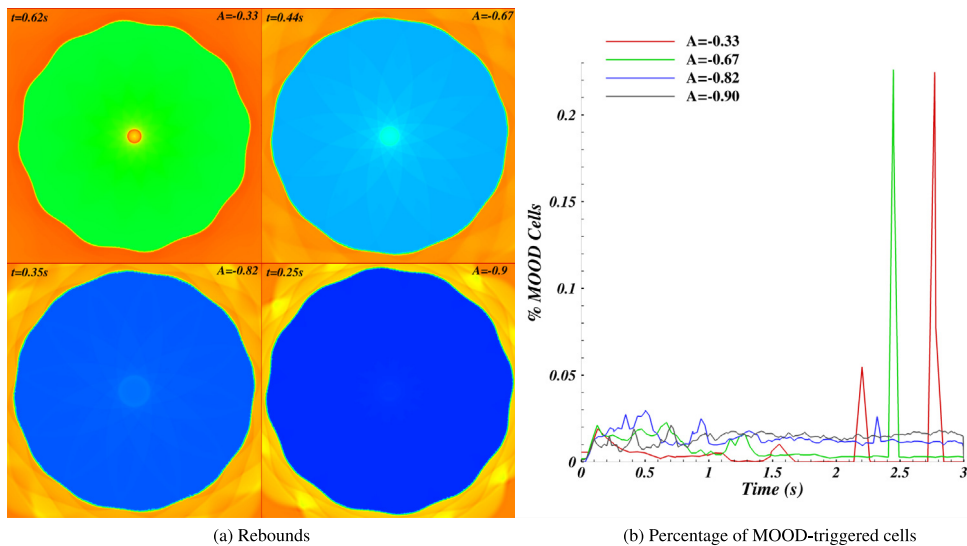 t=0.62s A=-0.33
t=0.44s A=-0.67
t=0.35s A=-0.82
t=0.25s A=-0.9
(a) Rebounds
A=-0.33
A=-0.67
A=-0.82
A=-0.90
% MOOD Cells
0.2
0.15
0.1
0.05
0
0 0.5 1 1.5 2 2.5 3
Time (s)
(b) Percentage of MOOD-triggered cells